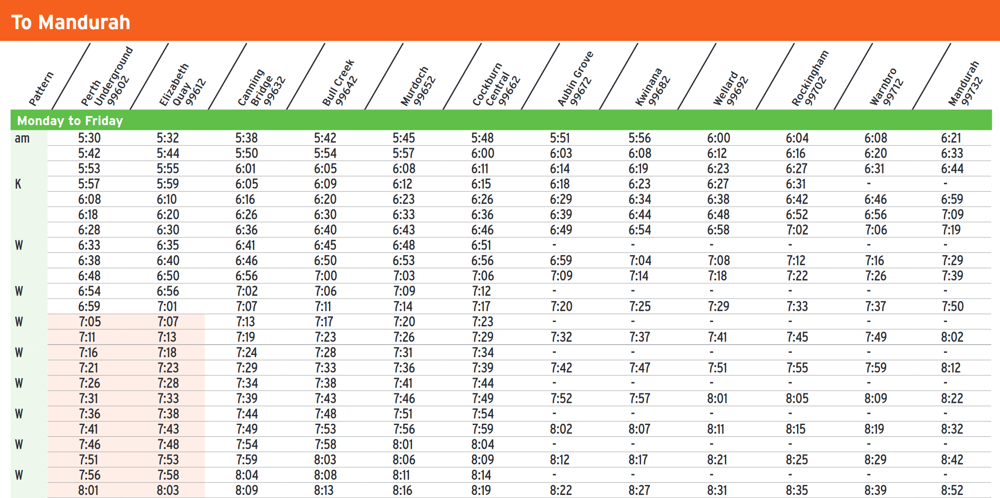 To Mandurah
Pattern
Perth
Underground
99602
Elizabeth
Quay
99612
Canning
Bridge
99632
Bull Creek
99642
Murdoch
99652
Cockburn
Central
99662
Aubin Grove
99672
Kwinana
99682
Wellard
99692
Rockingham
99702
Warnbro
99712
Mandurah
99732
Monday to Friday
am 5:30 5:32 5:38 5:42 5:45 5:48 5:51 5:56 6:00 6:04 6:08 6:21
5:42 5:44 5:50 5:54 5:57 6:00 6:03 6:08 6:12 6:16 6:20 6:33
5:53 5:55 6:01 6:05 6:08 6:11 6:14 6:19 6:23 6:27 6:31 6:44
K 5:57 5:59 6:05 6:09 6:12 6:15 6:18 6:23 6:27 6:31 - -
6:08 6:10 6:16 6:20 6:23 6:26 6:29 6:34 6:38 6:42 6:46 6:59
6:18 6:20 6:26 6:30 6:33 6:36 6:39 6:44 6:48 6:52 6:56 7:09
6:28 6:30 6:36 6:40 6:43 6:46 6:49 6:54 6:58 7:02 7:06 7:19
W 6:33 6:35 6:41 6:45 6:48 6:51 - - - - - -
6:38 6:40 6:46 6:50 6:53 6:56 6:59 7:04 7:08 7:12 7:16 7:29
6:48 6:50 6:56 7:00 7:03 7:06 7:09 7:14 7:18 7:22 7:26 7:39
W 6:54 6:56 7:02 7:06 7:09 7:12 - - - - - -
6:59 7:01 7:07 7:11 7:14 7:17 7:20 7:25 7:29 7:33 7:37 7:50
W 7:05 7:07 7:13 7:17 7:20 7:23 - - - - - -
7:11 7:13 7:19 7:23 7:26 7:29 7:32 7:37 7:41 7:45 7:49 8:02
W 7:16 7:18 7:24 7:28 7:31 7:34 - - - - - -
7:21 7:23 7:29 7:33 7:36 7:39 7:42 7:47 7:51 7:55 7:59 8:12
W 7:26 7:28 7:34 7:38 7:41 7:44 - - - - - -
7:31 7:33 7:39 7:43 7:46 7:49 7:52 7:57 8:01 8:05 8:09 8:22
W 7:36 7:38 7:44 7:48 7:51 7:54 - - - - - -
7:41 7:43 7:49 7:53 7:56 7:59 8:02 8:07 8:11 8:15 8:19 8:32
W 7:46 7:48 7:54 7:58 8:01 8:04 - - - - - -
7:51 7:53 7:59 8:03 8:06 8:09 8:12 8:17 8:21 8:25 8:29 8:42
W 7:56 7:58 8:04 8:08 8:11 8:14 - - - - - -
8:01 8:03 8:09 8:13 8:16 8:19 8:22 8:27 8:31 8:35 8:39 8:52